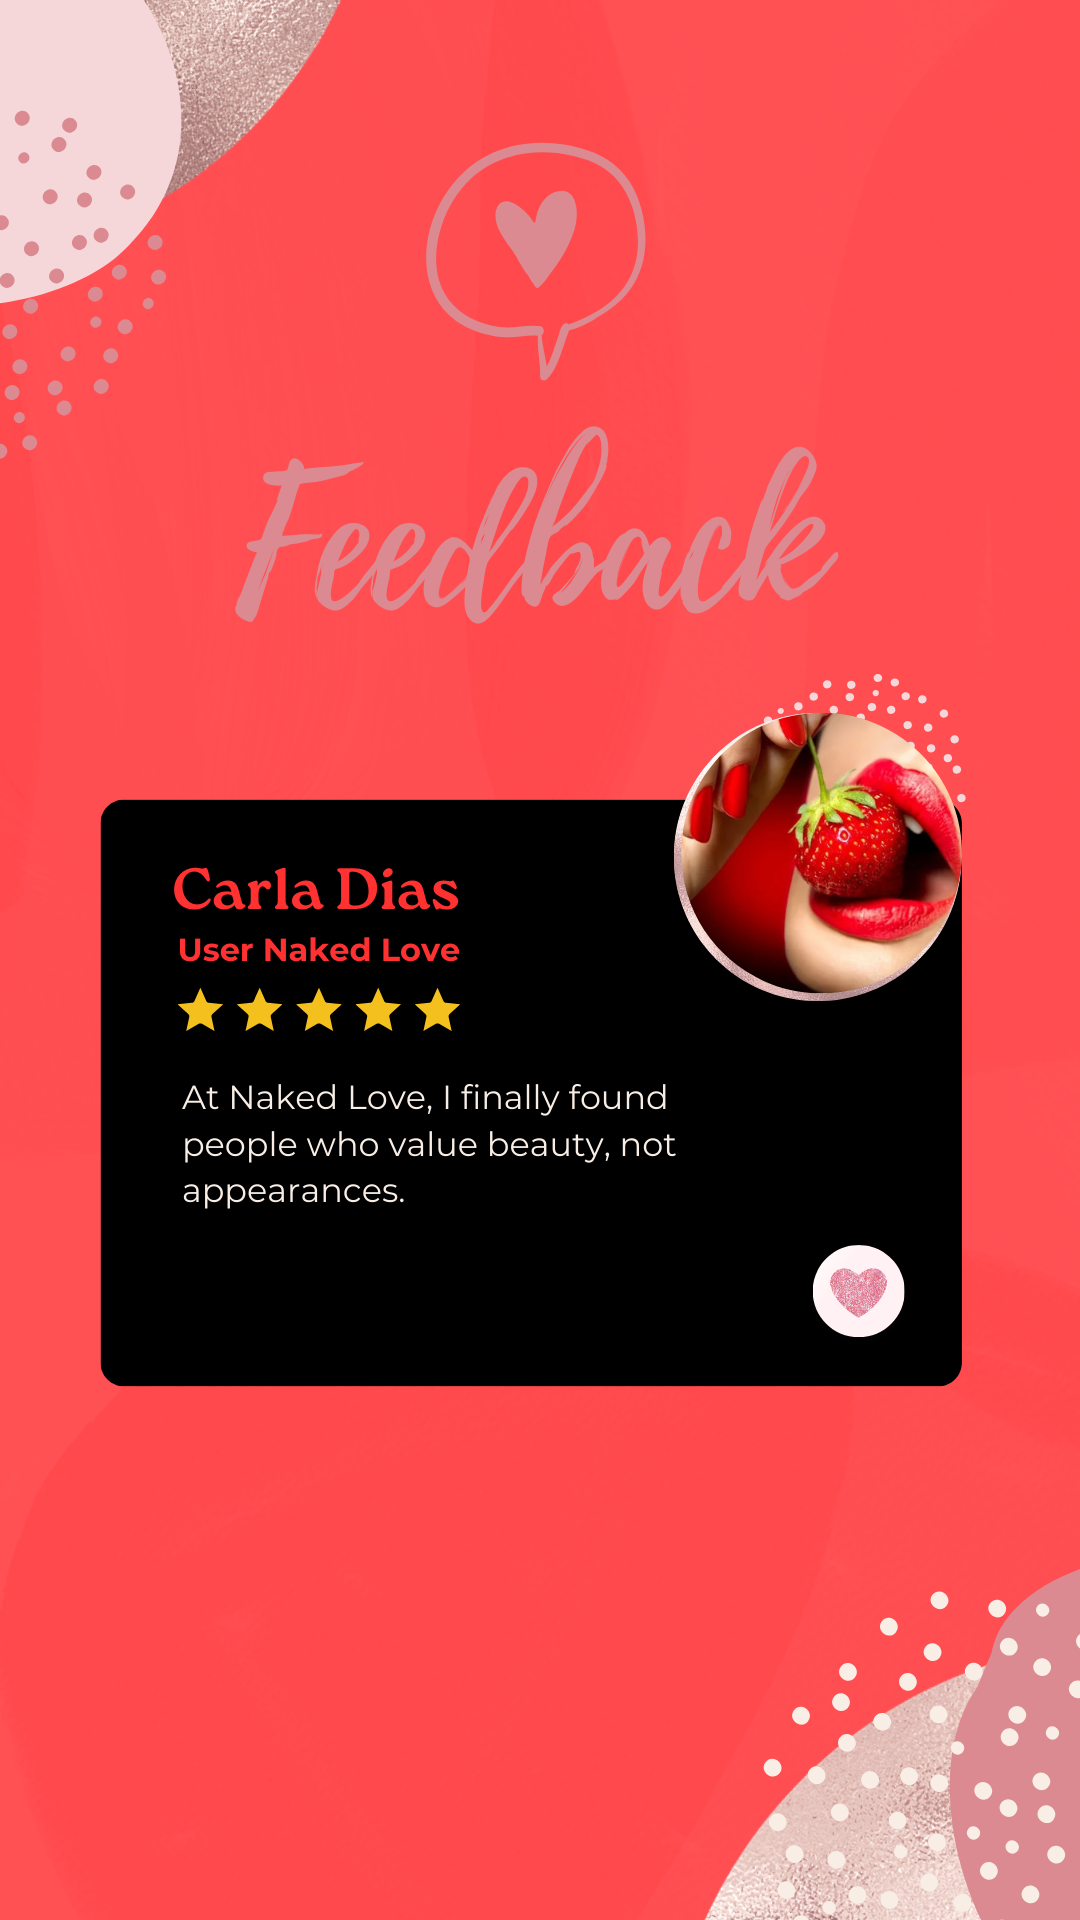 Feedback
Carla Dias
User Naked Love
At Naked Love, I finally found
people who value beauty, not
appearances.